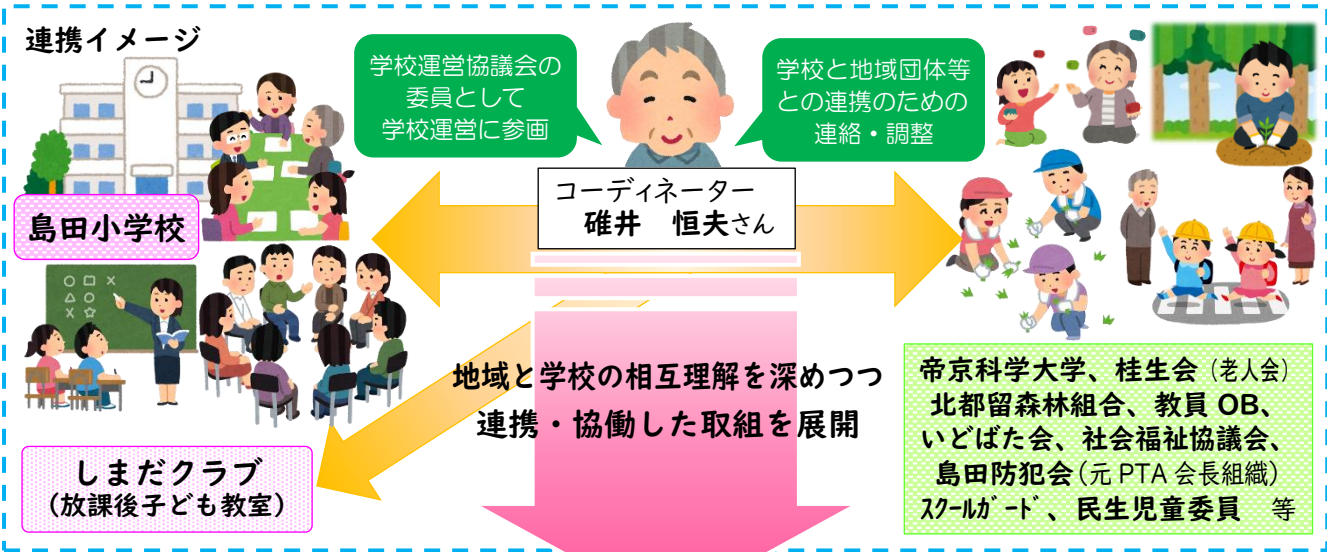 連携イメージ
学校運営協議会の
委員として
学校運営に参画
学校と地域団体等
との連携のための
連絡・調整
コーディネーター
碓井 恒夫さん
島田小学校
地域と学校の相互理解を深めつつ
連携・協働した取組を展開
しまだクラブ
(放課後子ども教室)
帝京科学大学、桂生会(老人会)
北都留森林組合、教員 OB、
いどばた会、社会福祉協議会、
島田防犯会(元 PTA 会長組織)
スクールガード、民生児童委員 等